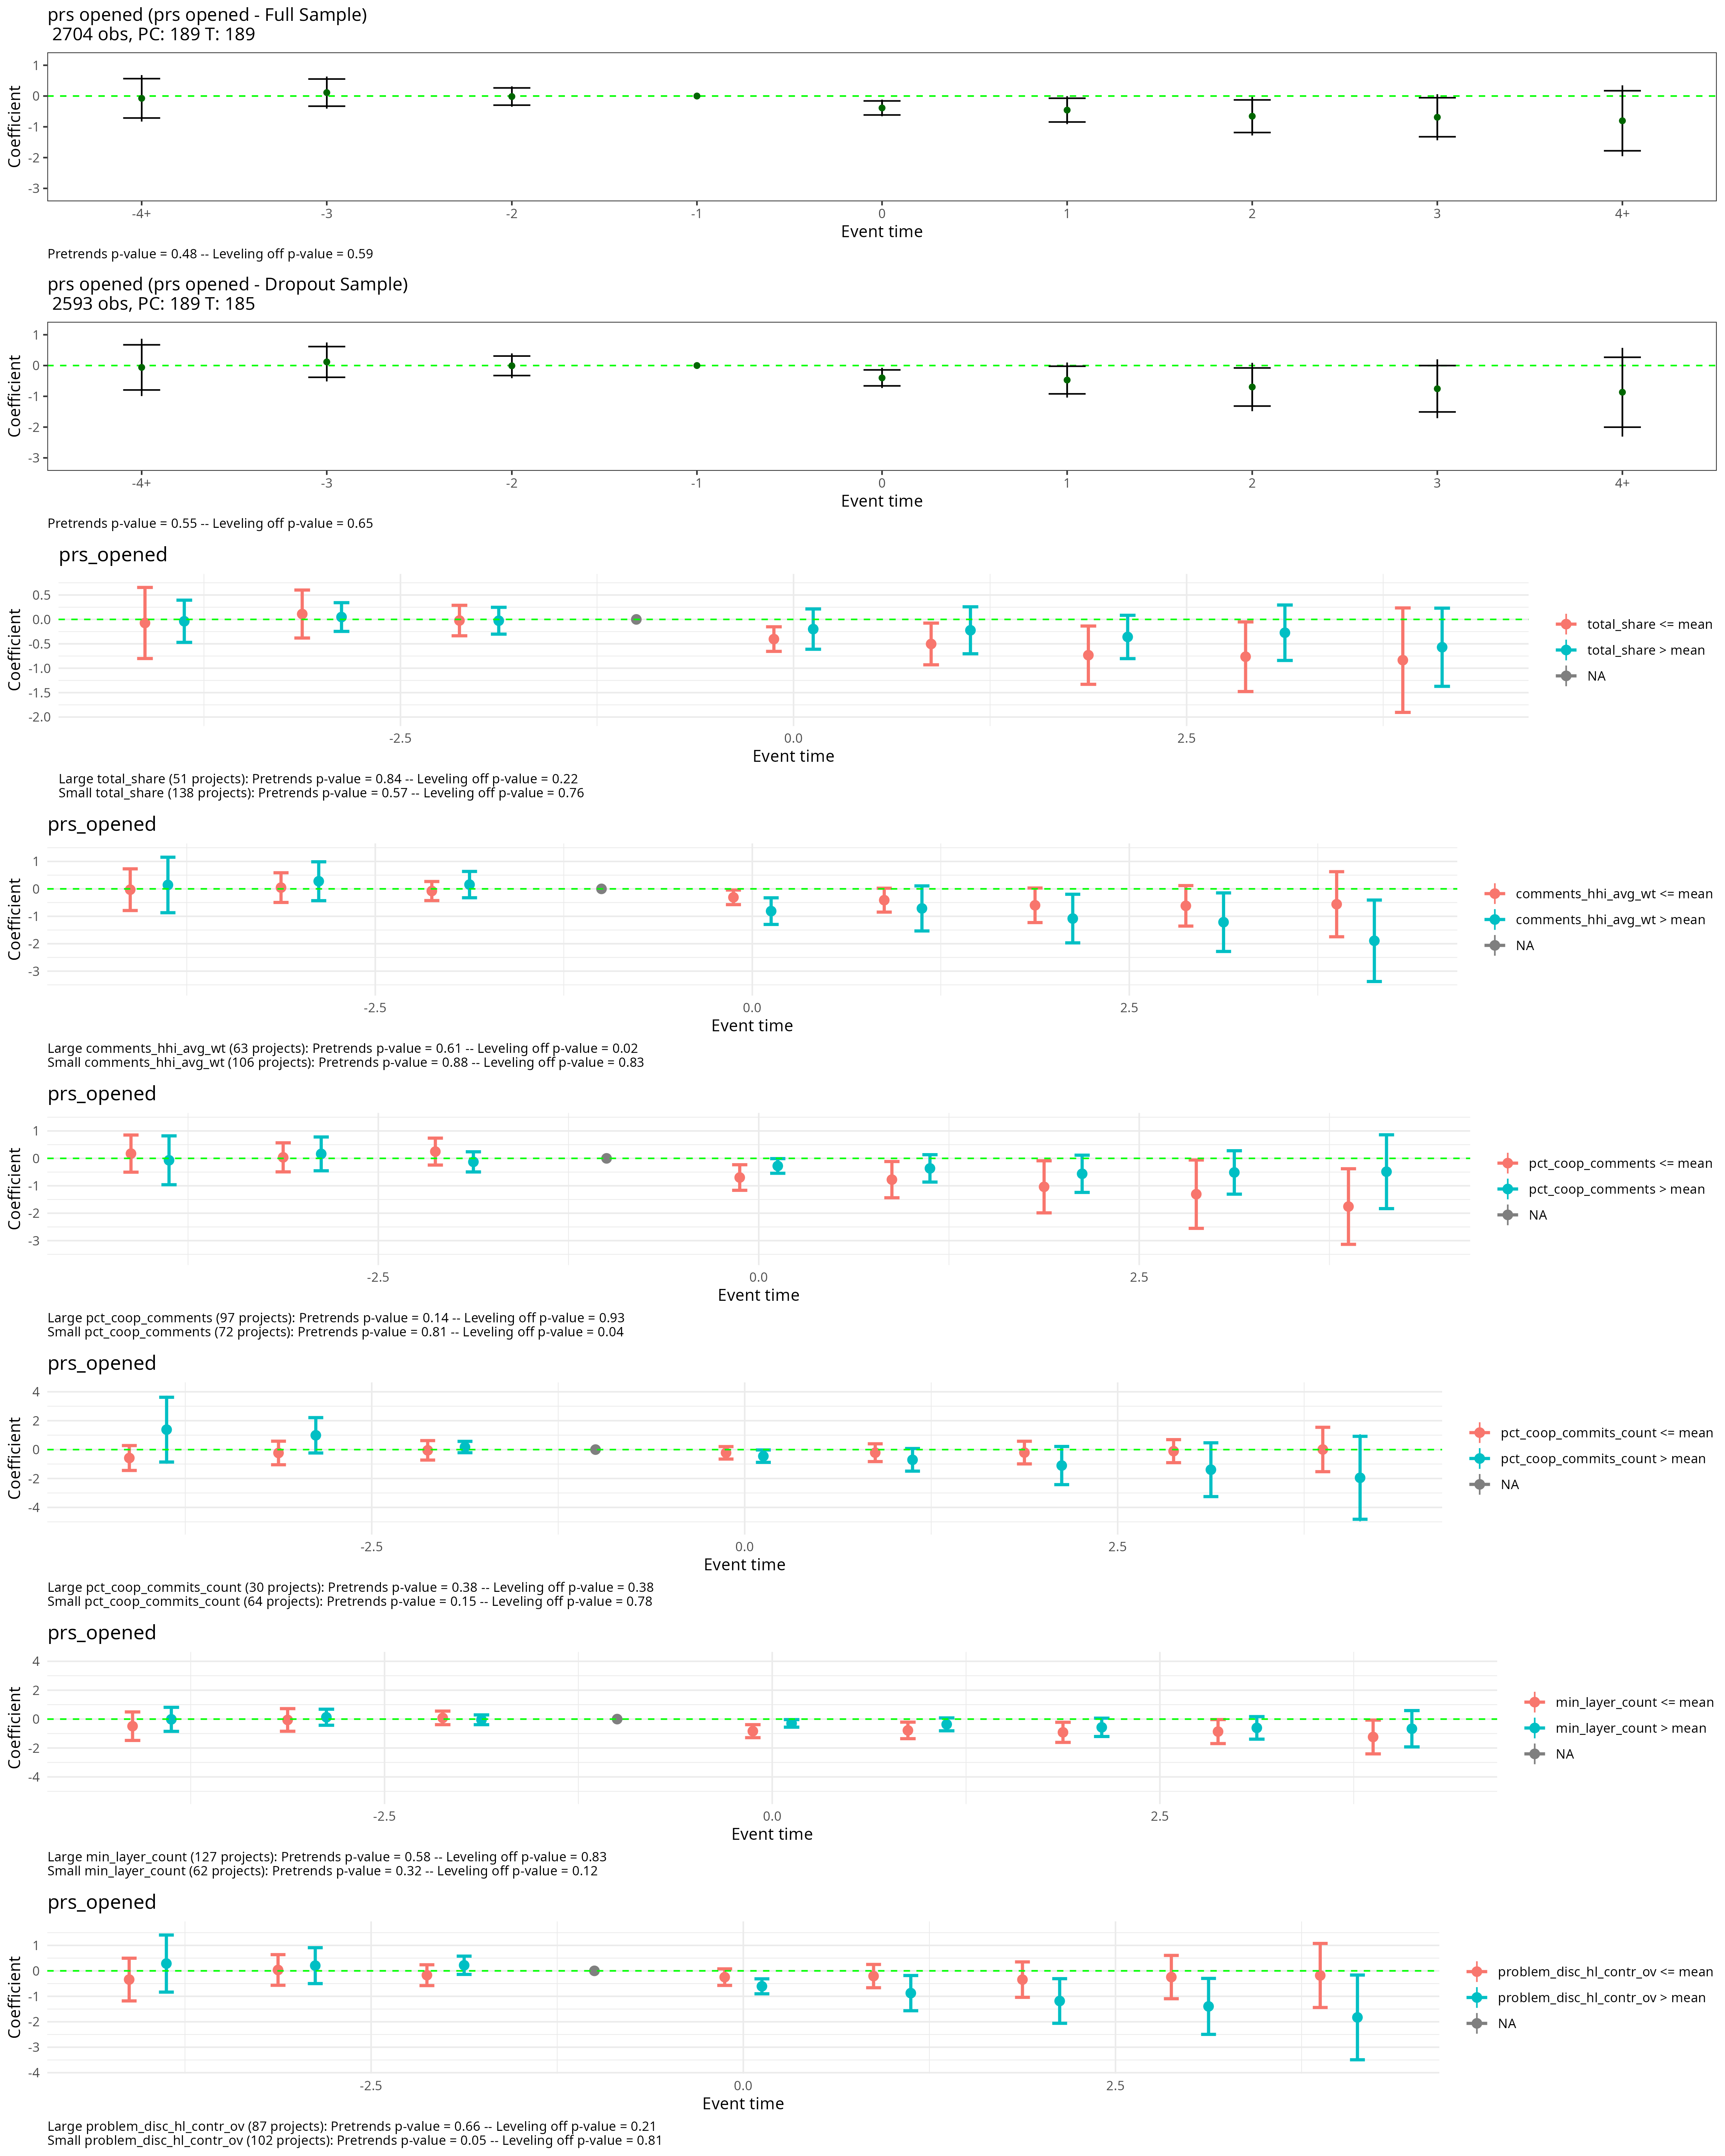 prs opened (prs opened - Full Sample)
2704 obs, PC: 189 T: 189
Coefficient
1
0
-1
-2
-3
-4+
-3
-2
-1
0
1
2
3
4+
Event time
Pretrends p-value = 0.48 -- Leveling off p-value = 0.59
prs opened (prs opened - Dropout Sample)
2593 obs, PC: 189 T: 185
Coefficient
1
0
-1
-2
-3
-4+
-3
-2
-1
0
1
2
3
4+
Event time
Pretrends p-value = 0.55 -- Leveling off p-value = 0.65
prs_opened
Coefficient
0.5
0.0
-0.5
-1.0
-1.5
-2.0
-2.5
0.0
2.5
Event time
total_share <= mean
total_share > mean
NA
Large total_share (51 projects): Pretrends p-value = 0.84 -- Leveling off p-value = 0.22
Small total_share (138 projects): Pretrends p-value = 0.57 -- Leveling off p-value = 0.76
prs_opened
Coefficient
1
0
-1
-2
-3
-2.5
0.0
2.5
Event time
comments_hhi_avg_wt <= mean
comments_hhi_avg_wt > mean
NA
Large comments_hhi_avg_wt (63 projects): Pretrends p-value = 0.61 -- Leveling off p-value = 0.02
Small comments_hhi_avg_wt (106 projects): Pretrends p-value = 0.88 -- Leveling off p-value = 0.83
prs_opened
Coefficient
1
0
-1
-2
-3
-2.5
0.0
2.5
Event time
pct_coop_comments <= mean
pct_coop_comments > mean
NA
Large pct_coop_comments (97 projects): Pretrends p-value = 0.14 -- Leveling off p-value = 0.93
Small pct_coop_comments (72 projects): Pretrends p-value = 0.81 -- Leveling off p-value = 0.04
prs_opened
Coefficient
4
2
0
-2
-4
-2.5
0.0
2.5
Event time
pct_coop_commits_count <= mean
pct_coop_commits_count > mean
NA
Large pct_coop_commits_count (30 projects): Pretrends p-value = 0.38 -- Leveling off p-value = 0.38
Small pct_coop_commits_count (64 projects): Pretrends p-value = 0.15 -- Leveling off p-value = 0.78
prs_opened
Coefficient
4
2
0
-2
-4
-2.5
0.0
2.5
Event time
min_layer_count <= mean
min_layer_count > mean
NA
Large min_layer_count (127 projects): Pretrends p-value = 0.58 -- Leveling off p-value = 0.83
Small min_layer_count (62 projects): Pretrends p-value = 0.32 -- Leveling off p-value = 0.12
prs_opened
Coefficient
1
0
-1
-2
-3
-4
-2.5
0.0
2.5
Event time
problem_disc_hl_contr_ov <= mean
problem_disc_hl_contr_ov > mean
NA
Large problem_disc_hl_contr_ov (87 projects): Pretrends p-value = 0.66 -- Leveling off p-value = 0.21
Small problem_disc_hl_contr_ov (102 projects): Pretrends p-value = 0.05 -- Leveling off p-value = 0.81